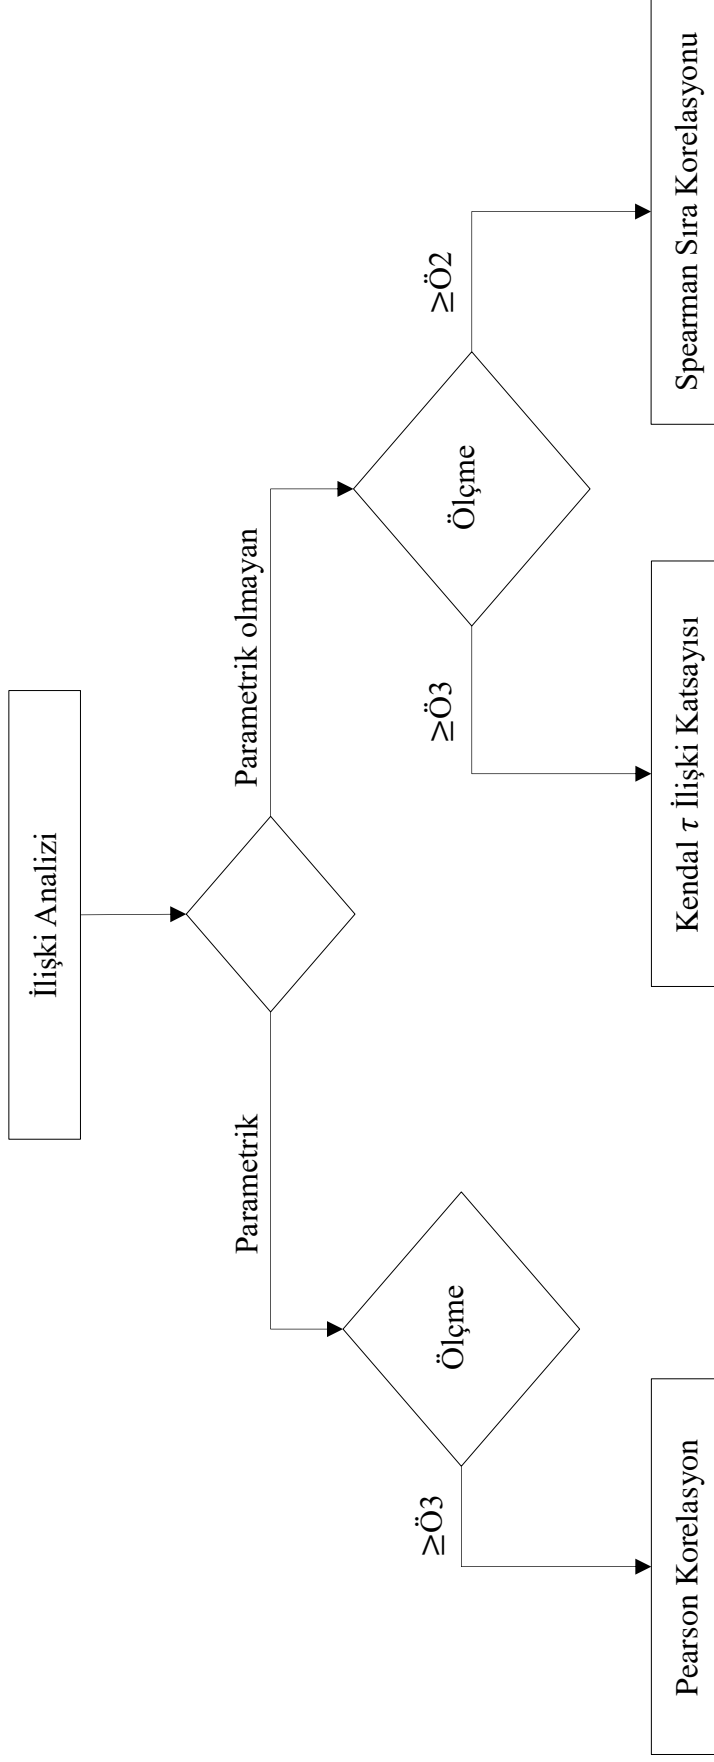 İlişki Analizi
Parametrik
Parametrik olmayan
Ölçme
Ölçme
≥Ö3
≥Ö3
≥Ö2
Pearson Korelasyon
Kendal τ İlişki Katsayısı
Spearman Sıra Korelasyonu